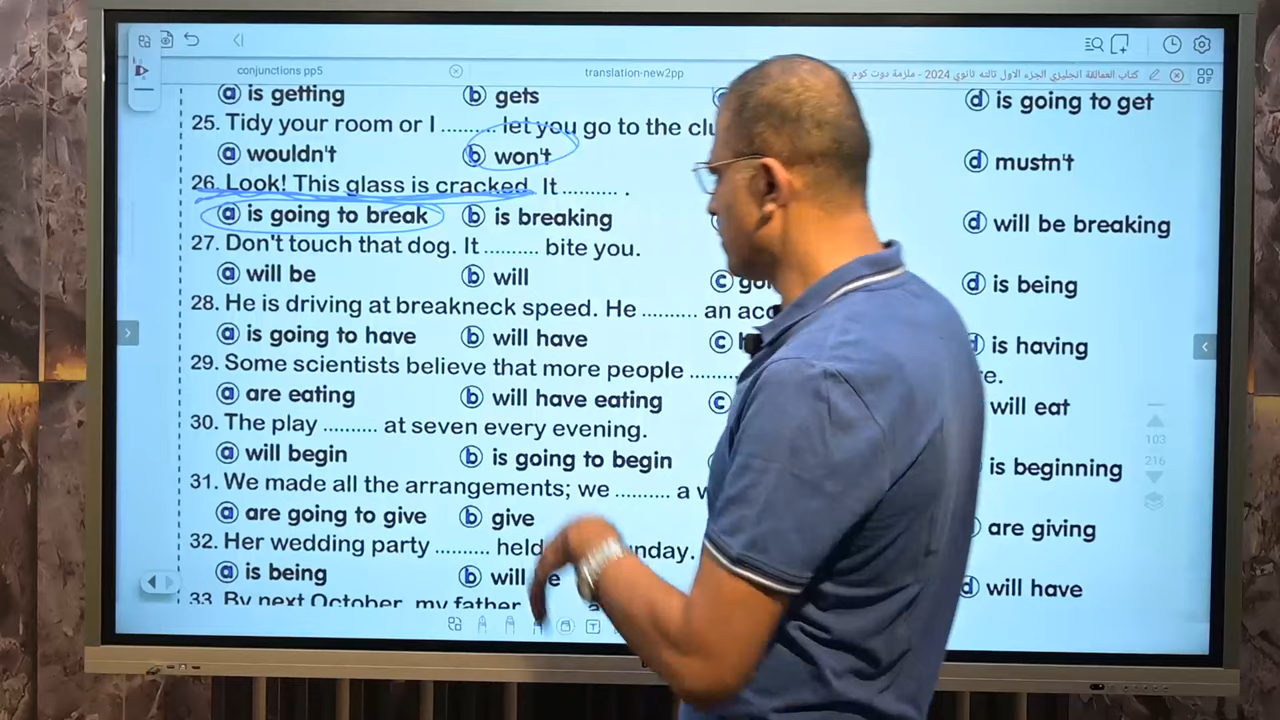 conjunctions pp5
translation-new2pp
كتاب العمالقة انجليزي الجزء الاول تالته ثانوي 2024 - ملزمة دوت كوم
a is getting b gets d is going to get
25. Tidy your room or I .......... let you go to the
a wouldn't b won't d mustn't
26. Look! This glass is cracked. It .......... .
a is going to break b is breaking d will be breaking
27. Don't touch that dog. It .......... bite you.
a will be b will c d is being
28. He is driving at breakneck speed. He .......... an
a is going to have b will have c d is having
29. Some scientists believe that more people ..........
a are eating b will have eating c will eat
30. The play .......... at seven every evening.
a will begin b is going to begin is beginning
31. We made all the arrangements; we .......... a
a are going to give b give are giving
32. Her wedding party .......... held
a is being b will d will have
33. By next October, my father
103
216